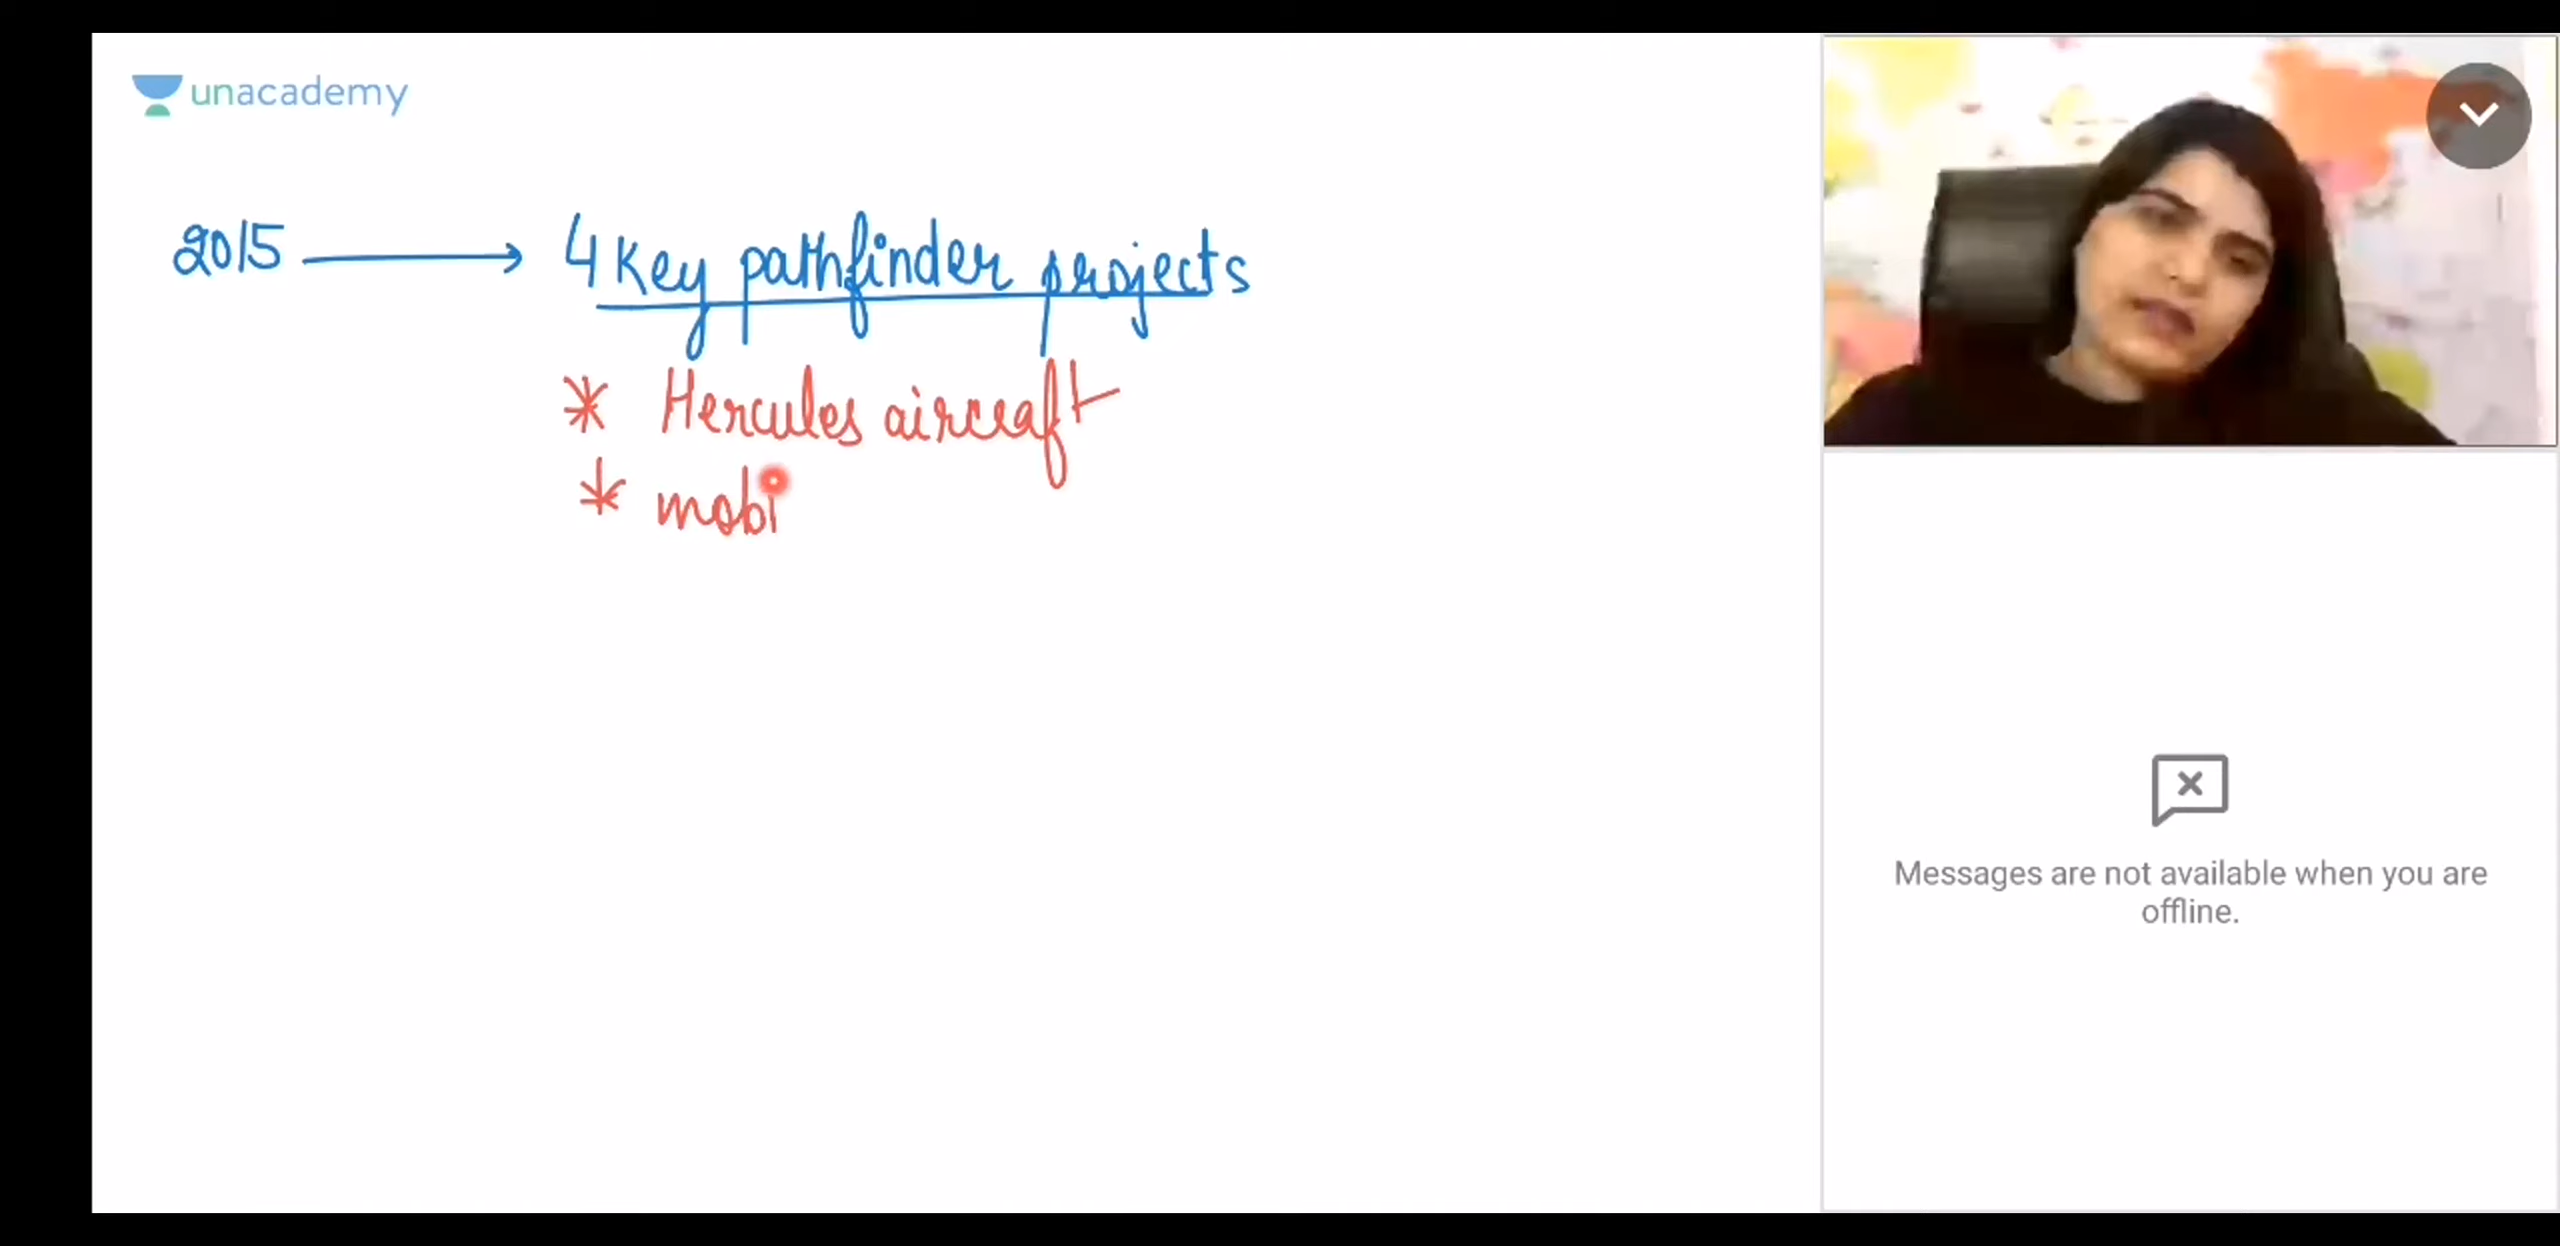 unacademy
2015 → 4 Key pathfinder projects
* Hercules aircraft
* mobi
Messages are not available when you are
offline.